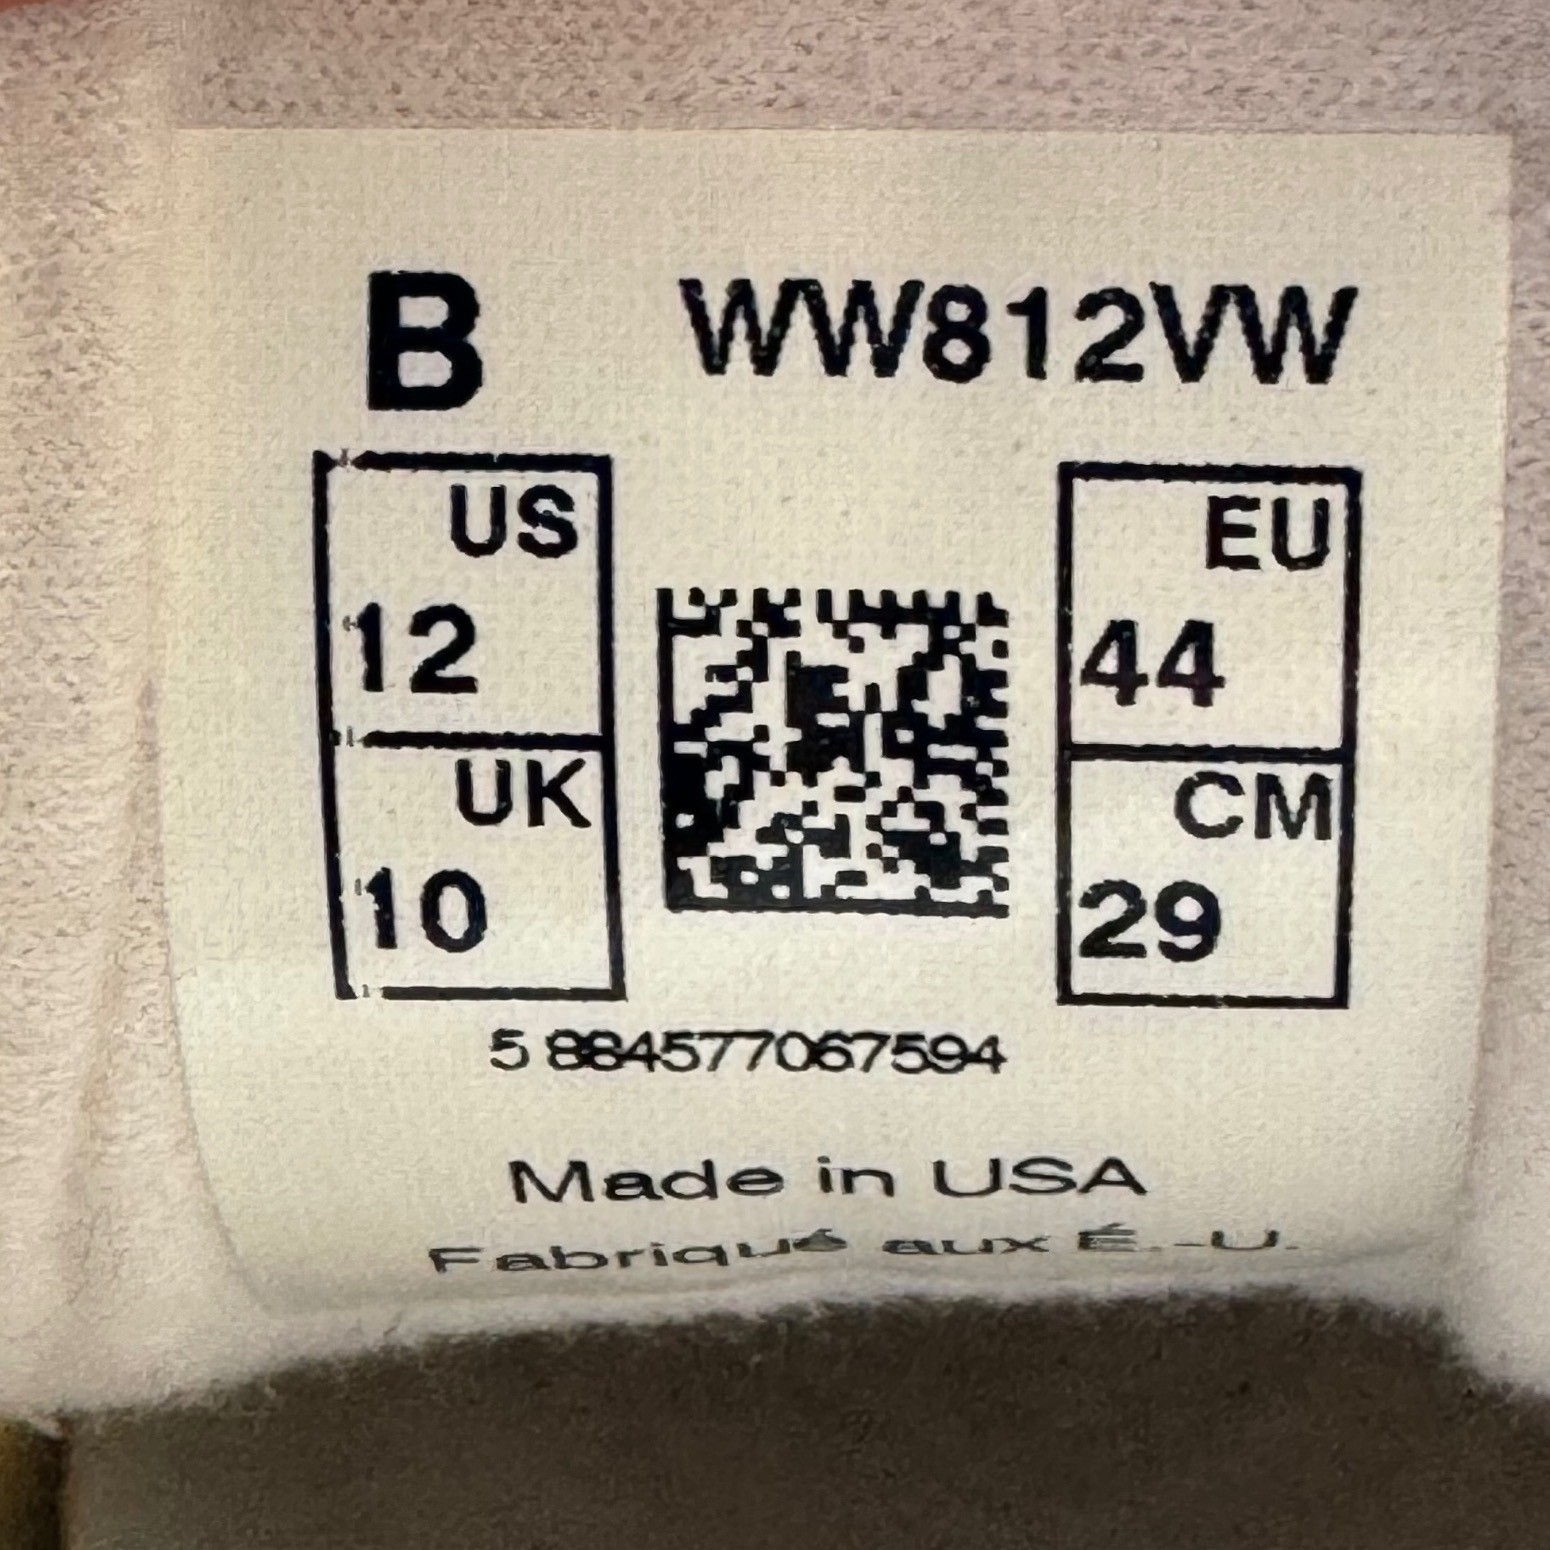 B WW812VW
US EU
12 44
UK CM
10 29
5 884577067594
Made in USA
Fabriqué aux É.-U.